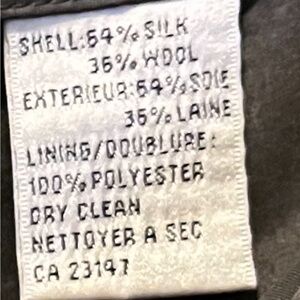 SHELL:64% SILK
36% WOOL
EXTERIEUR:64% SOIE
36% LAINE
LINING/DOUBLURE:
100% POLYESTER
DRY CLEAN
NETTOYER A SEC
CA 23147